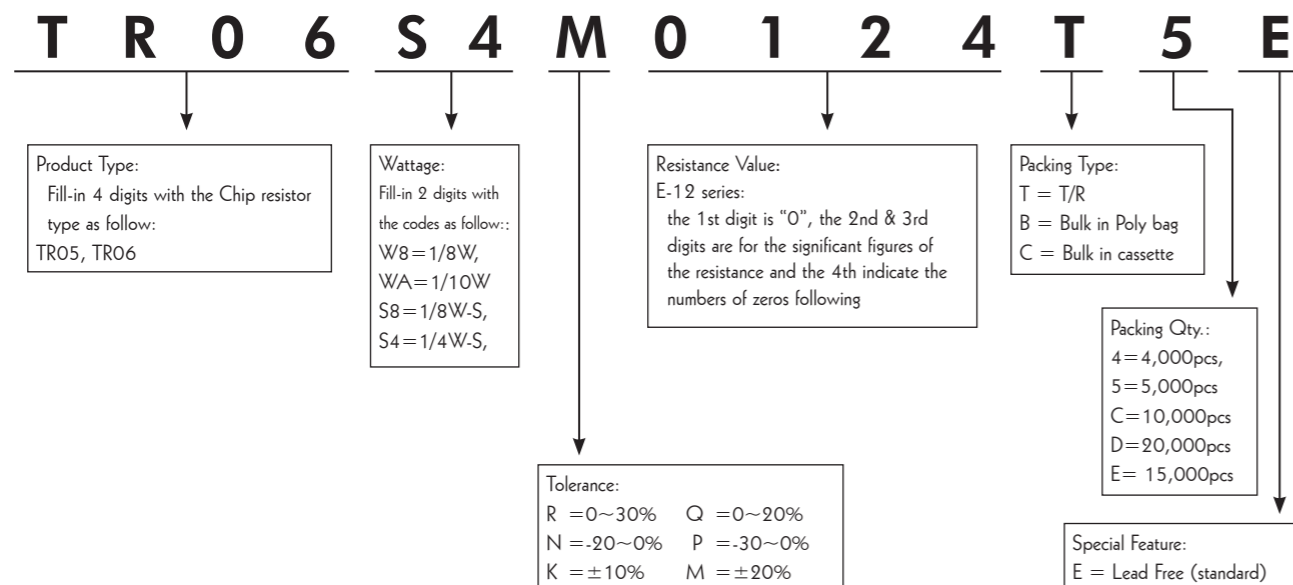 T R 0 6 S 4 M 0 1 2 4 T 5 E
Product Type:
Fill-in 4 digits with the Chip resistor
type as follow:
TR05, TR06
Wattage:
Fill-in 2 digits with
the codes as follow::
W8=1/8W,
WA=1/10W
S8=1/8W-S,
S4=1/4W-S,
Resistance Value:
E-12 series:
the 1st digit is “0”, the 2nd & 3rd
digits are for the significant figures of
the resistance and the 4th indicate the
numbers of zeros following
Packing Type:
T = T/R
B = Bulk in Poly bag
C = Bulk in cassette
Packing Qty.:
4=4,000pcs,
5=5,000pcs
C=10,000pcs
D=20,000pcs
E= 15,000pcs
Tolerance:
R =0~30% Q =0~20%
N =-20~0% P =-30~0%
K =±10% M =±20%
Special Feature:
E = Lead Free (standard)